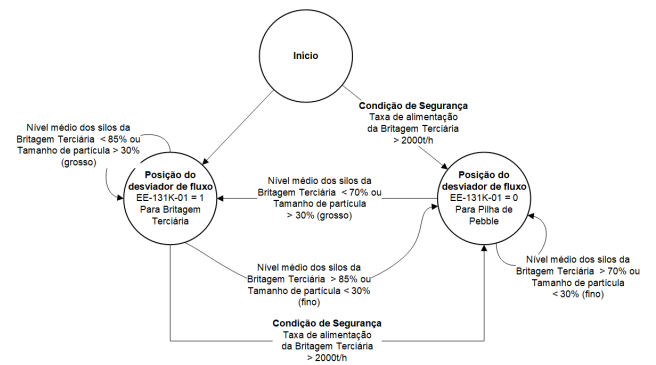 Início
Condição de Segurança
Taxa de alimentação
da Britagem Terciária
> 2000t/h
Nível médio dos silos da
Britagem Terciária < 85% ou
Tamanho de partícula > 30%
(grosso)
Posição do
desviador de fluxo
EE-131K-01 = 1
Para Britagem
Terciária
Nível médio dos silos da
Britagem Terciária < 70% ou
Tamanho de partícula
> 30% (grosso)
Posição do
desviador de fluxo
EE-131K-01 = 0
Para Pilha de
Pebble
Nível médio dos silos da
Britagem Terciária > 85% ou
Tamanho de partícula < 30%
(fino)
Nível médio dos silos da
Britagem Terciária > 70% ou
Tamanho de partícula
< 30% (fino)
Condição de Segurança
Taxa de alimentação
da Britagem Terciária
> 2000t/h